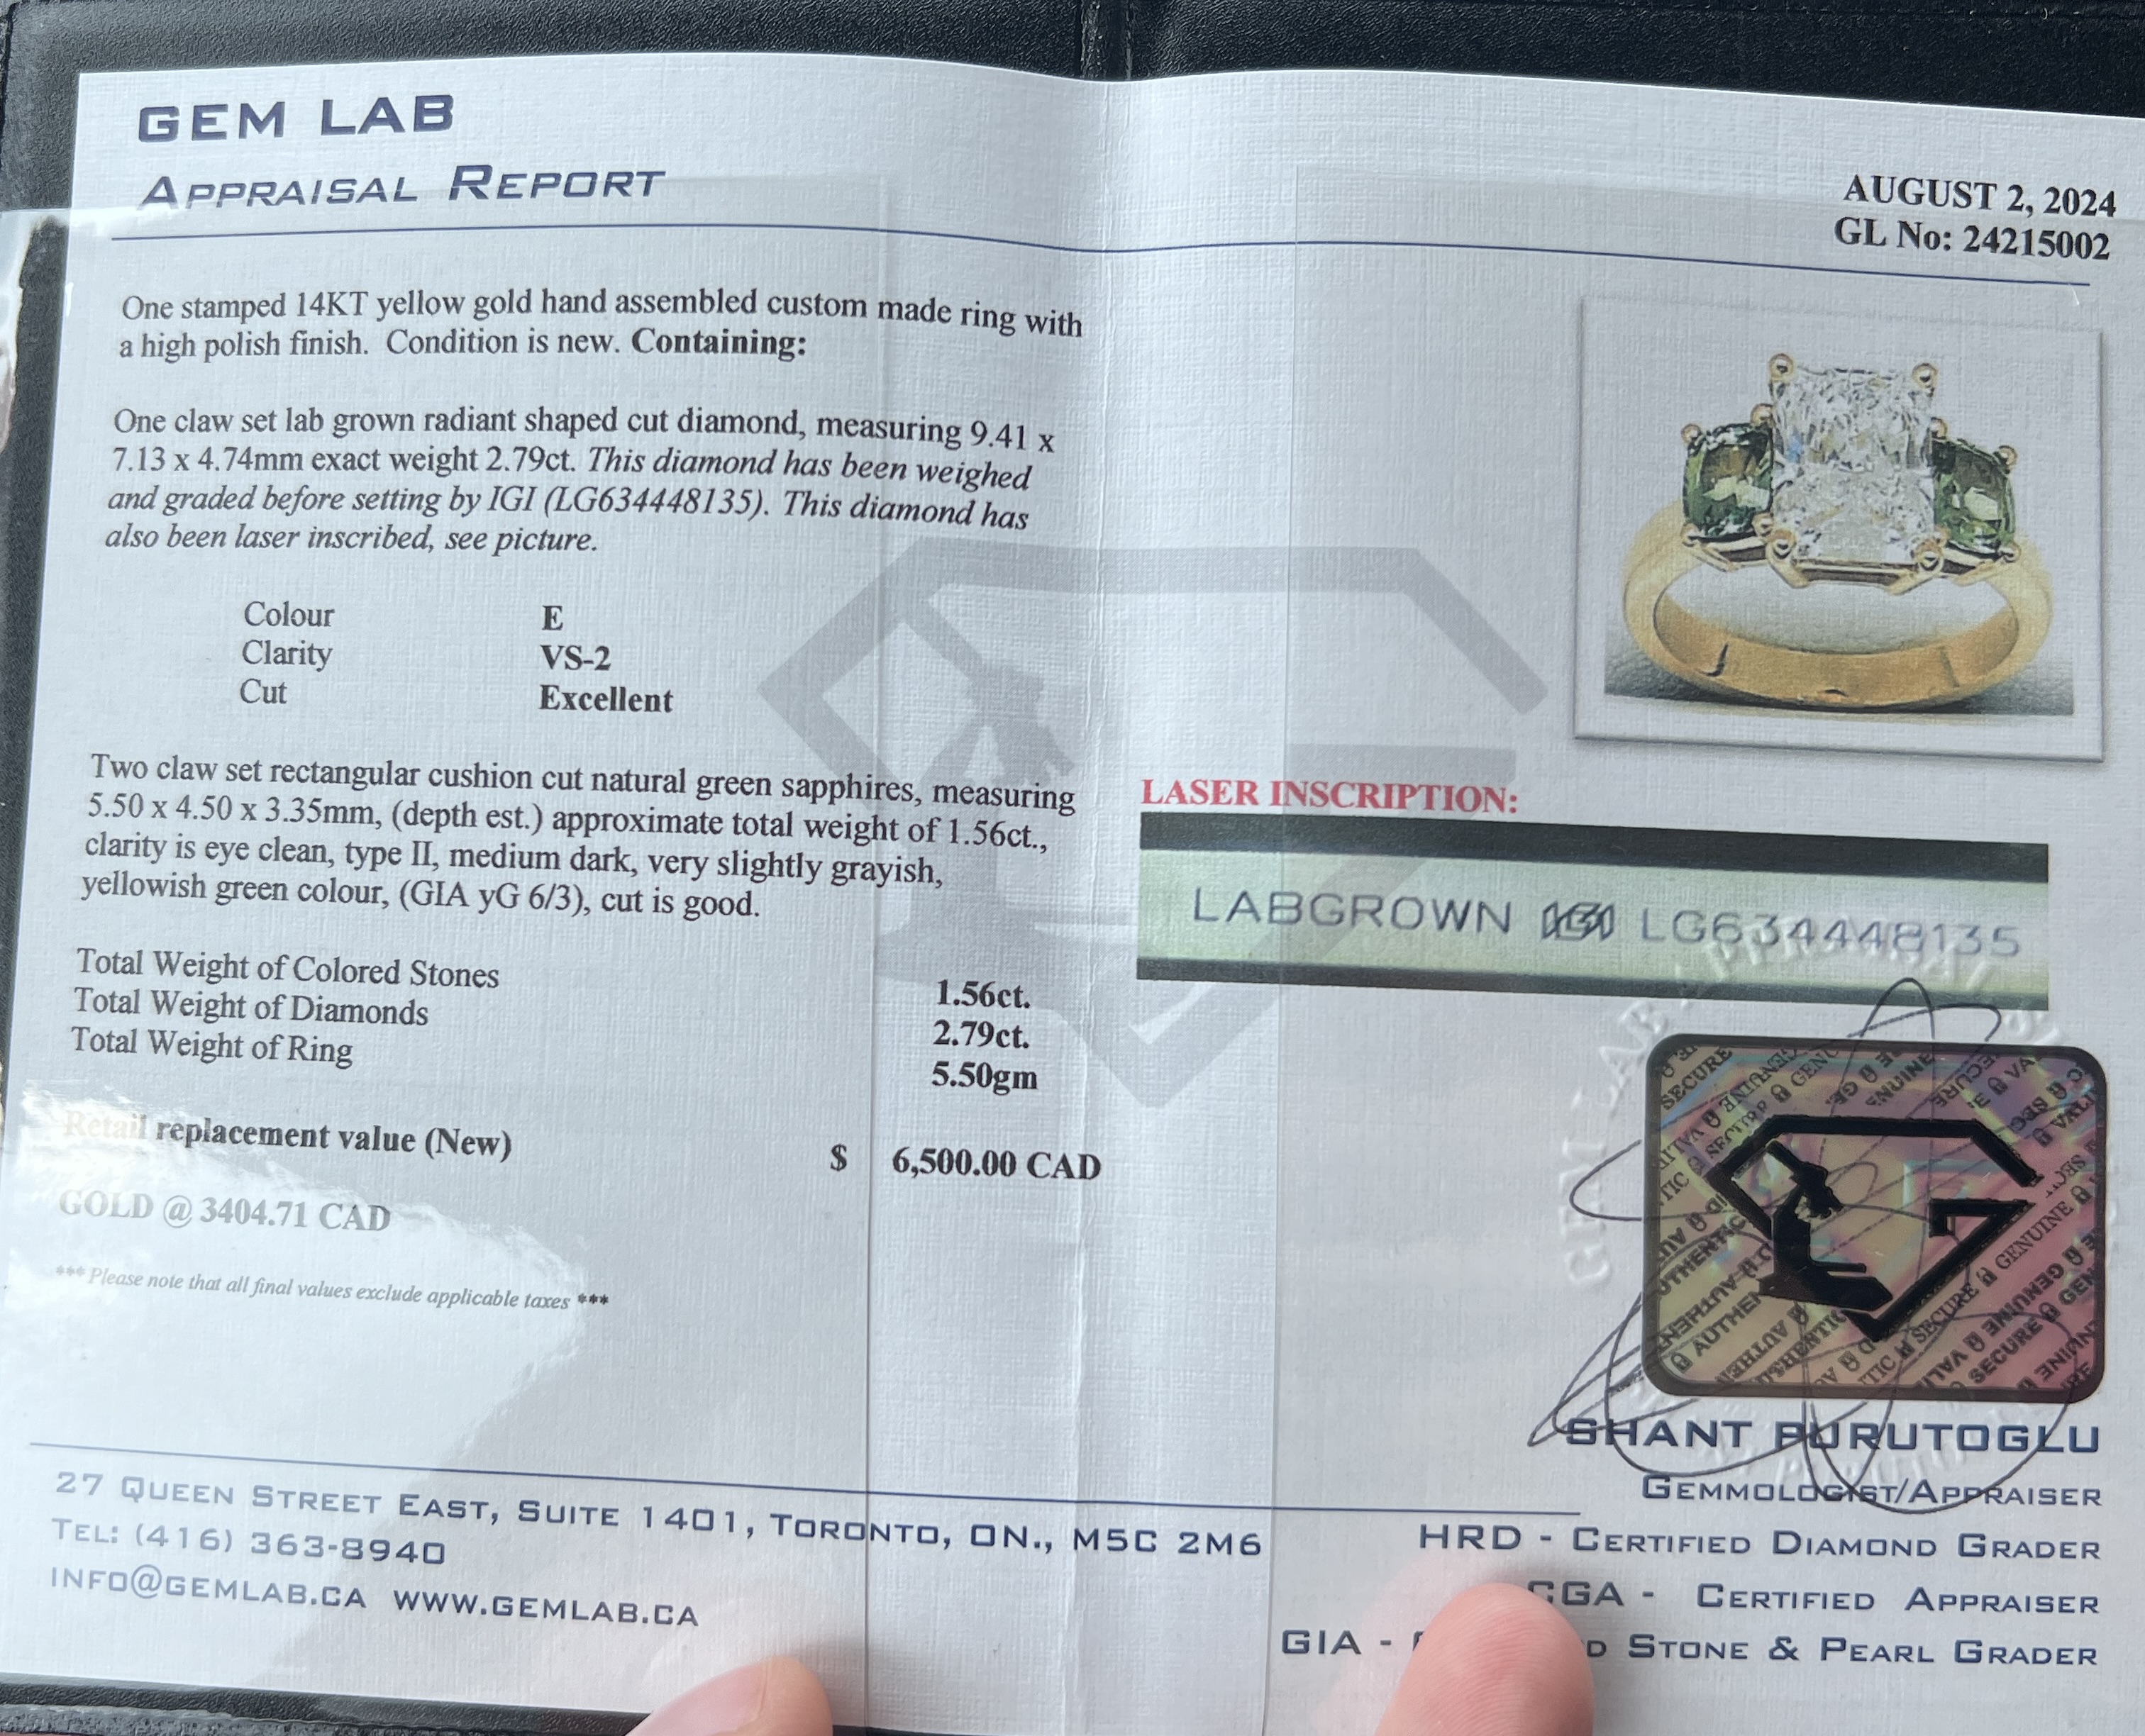 GEM LAB
APPRAISAL REPORT
AUGUST 2, 2024
GL No: 24215002
One stamped 14KT yellow gold hand assembled custom made ring with
a high polish finish. Condition is new. Containing:
One claw set lab grown radiant shaped cut diamond, measuring 9.41 x
7.13 x 4.74mm exact weight 2.79ct. This diamond has been weighed
and graded before setting by IGI (LG634448135). This diamond has
also been laser inscribed, see picture.
Colour E
Clarity VS-2
Cut Excellent
Two claw set rectangular cushion cut natural green sapphires, measuring
5.50 x 4.50 x 3.35mm, (depth est.) approximate total weight of 1.56ct.,
clarity is eye clean, type II, medium dark, very slightly grayish,
yellowish green colour, (GIA yG 6/3), cut is good.
Total Weight of Colored Stones 1.56ct.
Total Weight of Diamonds 2.79ct.
Total Weight of Ring 5.50gm
Retail replacement value (New) $ 6,500.00 CAD
GOLD @ 3404.71 CAD
*** Please note that all final values exclude applicable taxes ***
LASER INSCRIPTION:
LABGROWN IGI LG634448135
SHANT PURUTOGLU
GEMMOLOGIST/APPRAISER
HRD - CERTIFIED DIAMOND GRADER
CGA - CERTIFIED APPRAISER
GIA - STONE & PEARL GRADER
27 QUEEN STREET EAST, SUITE 1401, TORONTO, ON., M5C 2M6
TEL: (416) 363-8940
INFO@GEMLAB.CA WWW.GEMLAB.CA